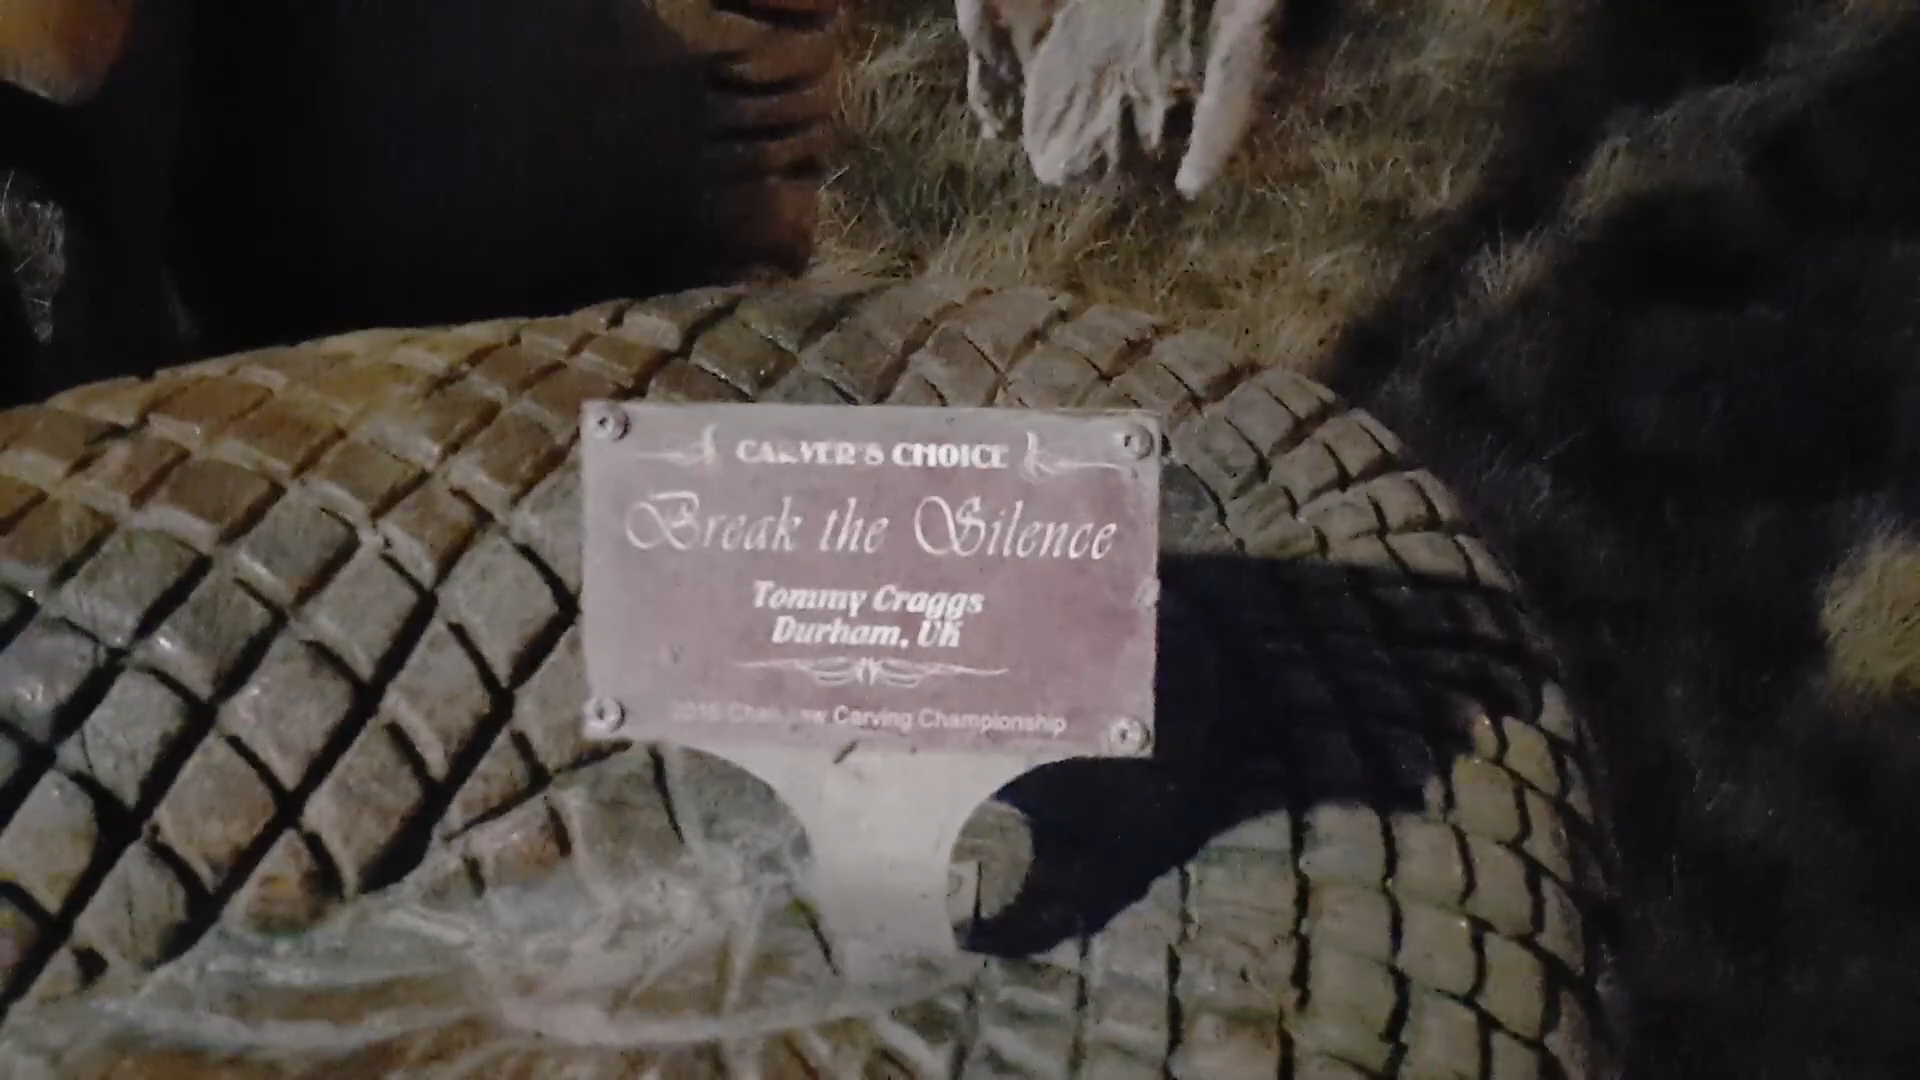 CARVER'S CHOICE
Break the Silence
Tommy Craggs
Durham, UK
Carving Championship